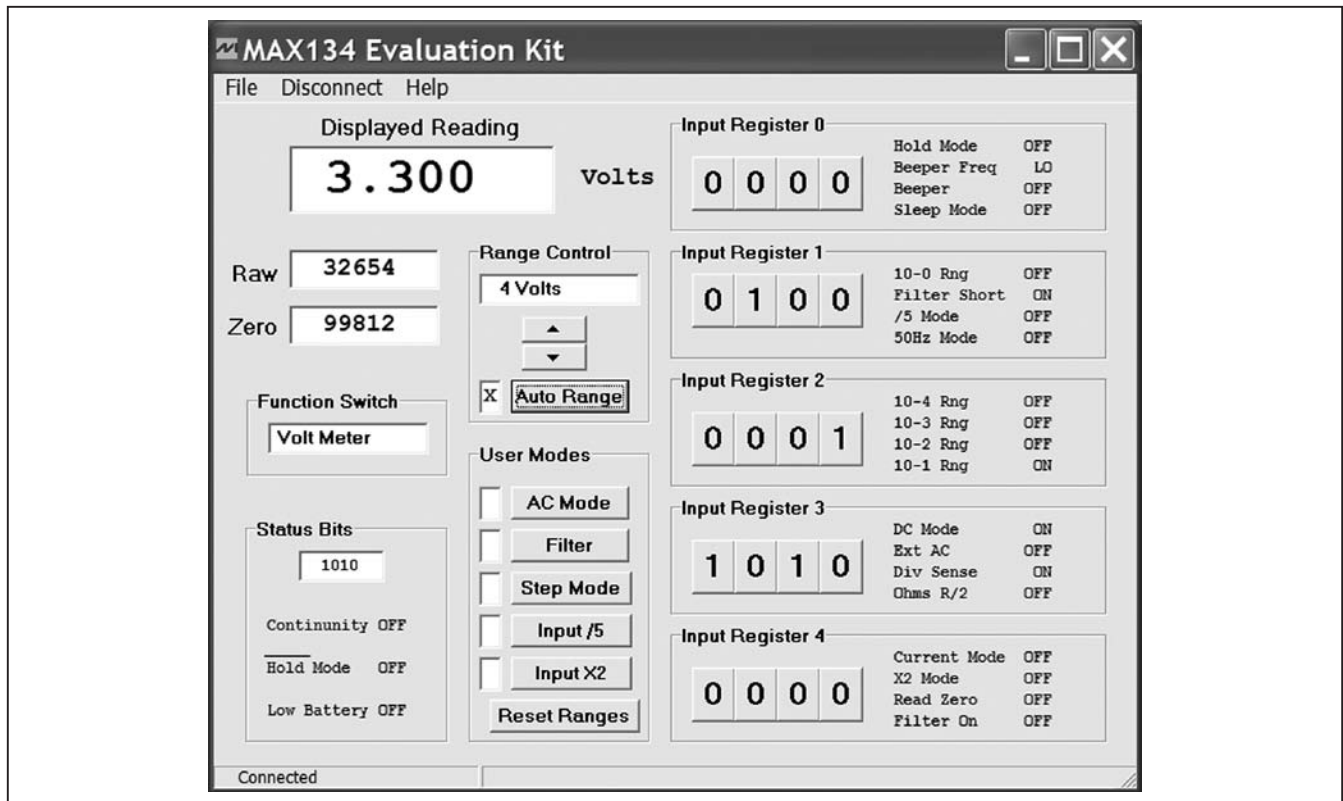 MAX134 Evaluation Kit
File Disconnect Help
Displayed Reading
3.300 Volts
Raw 32654
Zero 99812
Function Switch
Volt Meter
Status Bits
1010
Continunity OFF
Hold Mode OFF
Low Battery OFF
Range Control
4 Volts
X Auto Range
User Modes
AC Mode
Filter
Step Mode
Input /5
Input X2
Reset Ranges
Input Register 0
0 0 0 0
Hold Mode OFF
Beeper Freq LO
Beeper OFF
Sleep Mode OFF
Input Register 1
0 1 0 0
10-0 Rng OFF
Filter Short ON
/5 Mode OFF
50Hz Mode OFF
Input Register 2
0 0 0 1
10-4 Rng OFF
10-3 Rng OFF
10-2 Rng OFF
10-1 Rng ON
Input Register 3
1 0 1 0
DC Mode ON
Ext AC OFF
Div Sense ON
Ohms R/2 OFF
Input Register 4
0 0 0 0
Current Mode OFF
X2 Mode OFF
Read Zero OFF
Filter On OFF
Connected